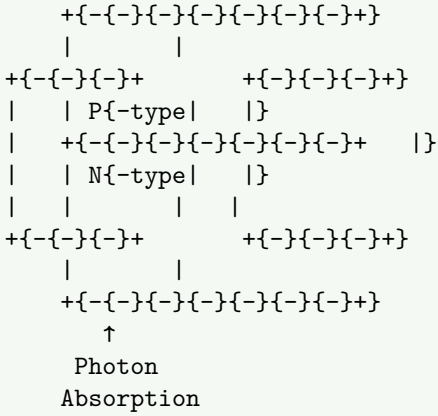 +{-{-}{-}{-}{-}{-}{-}+}
|       |
+{-{-}{-}+       +{-}{-}{-}+}
|   | P{-type|   |}
|   +{-{-}{-}{-}{-}{-}{-}+   |}
|   | N{-type|   |}
|   |       |   |
+{-{-}{-}+       +{-}{-}{-}+}
|       |
+{-{-}{-}{-}{-}{-}{-}+}
↑
Photon
Absorption